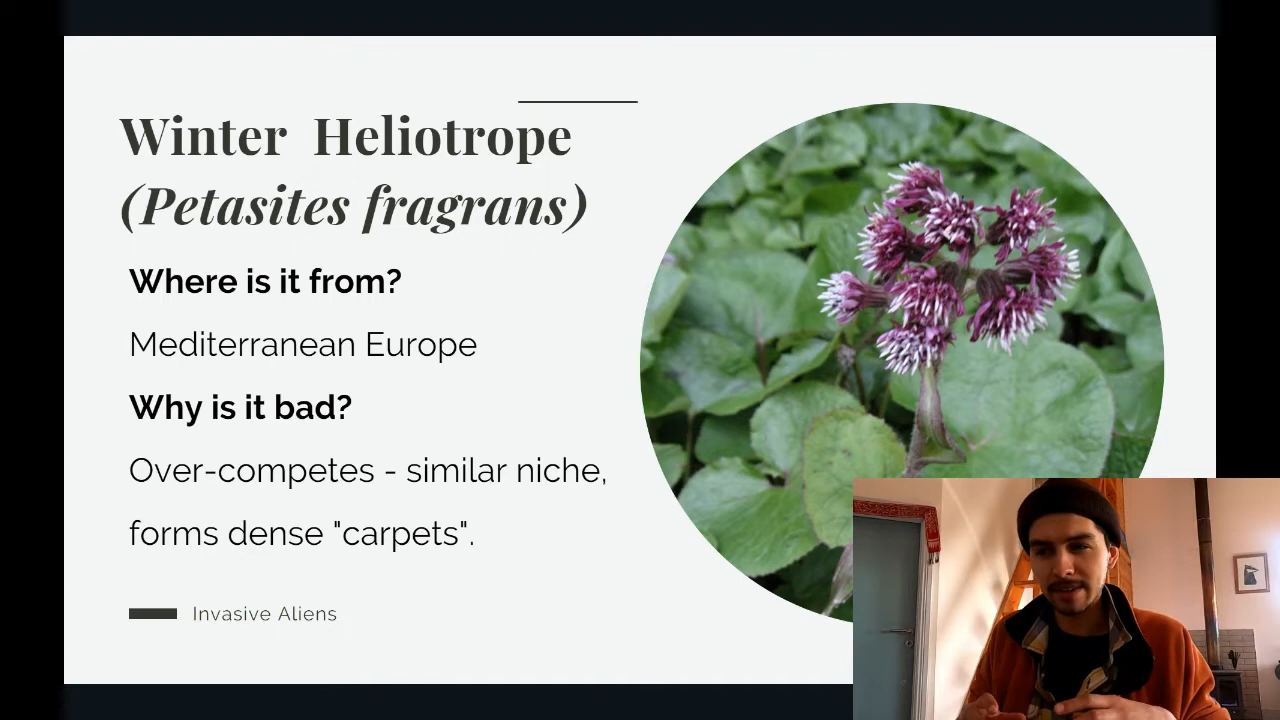 Winter Heliotrope
(Petasites fragrans)
Where is it from?
Mediterranean Europe
Why is it bad?
Over-competes - similar niche,
forms dense "carpets".
Invasive Aliens